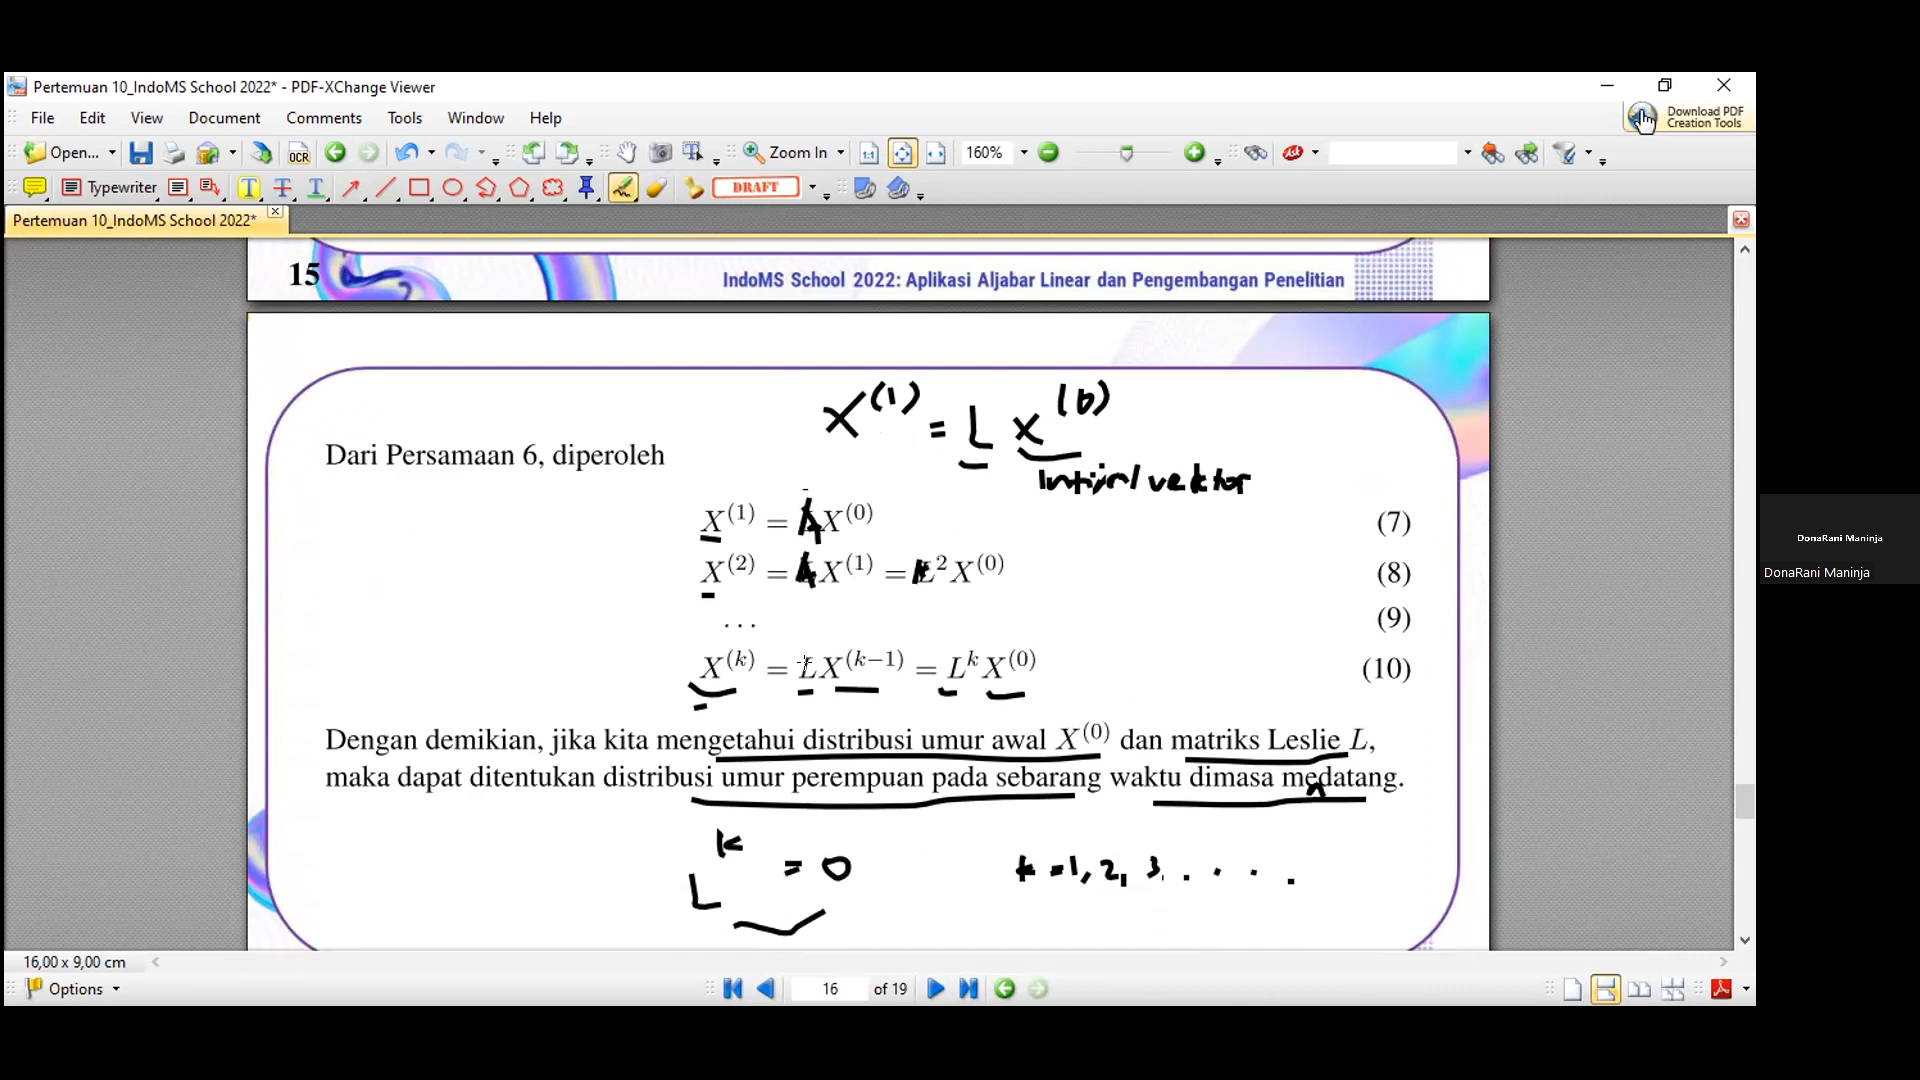 Pertemuan 10_IndoMS School 2022* - PDF-XChange Viewer
File Edit View Document Comments Tools Window Help
Download PDF
Creation Tools
Open... OCR Zoom In 1:1 160% Ask
Typewriter T T T DRAFT
Pertemuan 10_IndoMS School 2022*
15 IndoMS School 2022: Aplikasi Aljabar Linear dan Pengembangan Penelitian
X^(1) = L x^(0)
Dari Persamaan 6, diperoleh
vektor
X^(1) = X^(0) (7)
X^(2) = X^(1) = L^2 X^(0) (8)
... (9)
X^(k) = LX^(k−1) = L^k X^(0) (10)
Dengan demikian, jika kita mengetahui distribusi umur awal X^(0) dan matriks Leslie L,
maka dapat ditentukan distribusi umur perempuan pada sebarang waktu dimasa medatang.
L^k = 0 k = 1, 2, 3. . . . .
DonaRani Maninja
DonaRani Maninja
16,00 x 9,00 cm
Options 16 of 19